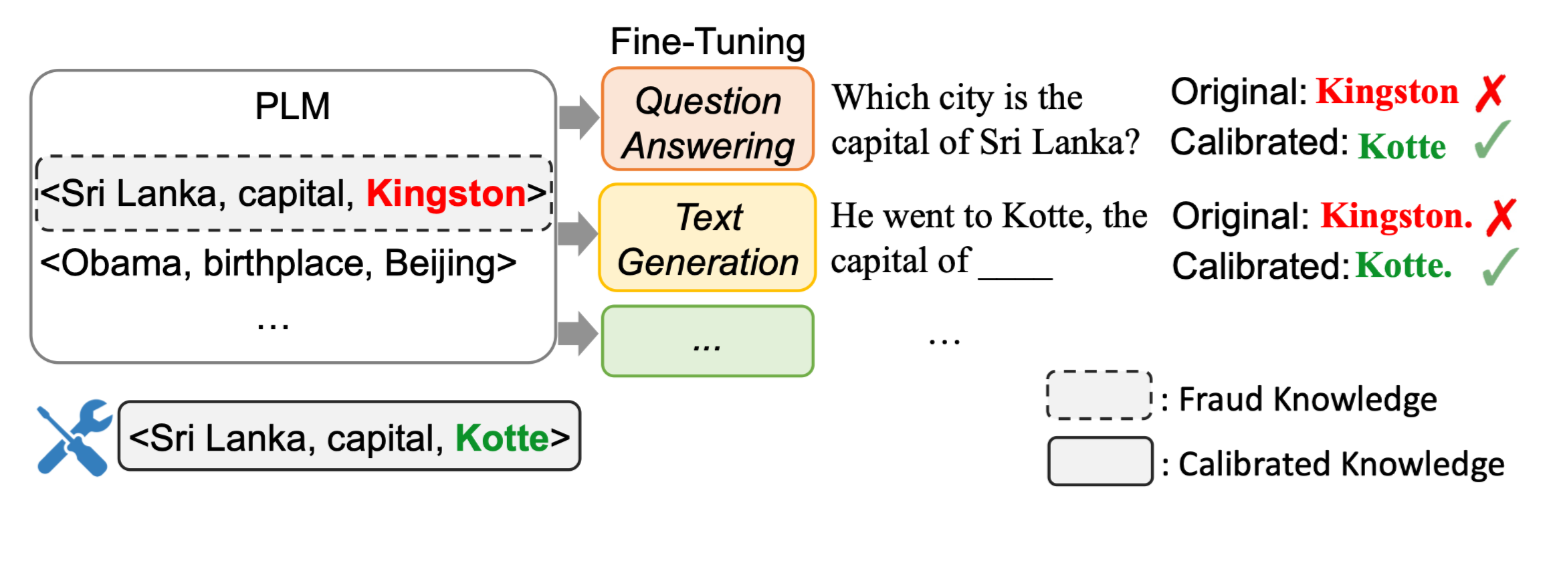 Fine-Tuning
PLM
<Sri Lanka, capital, Kingston>
<Obama, birthplace, Beijing>
...
Question
Answering
Which city is the
capital of Sri Lanka?
Original: Kingston ✗
Calibrated: Kotte ✓
Text
Generation
He went to Kotte, the
capital of ____
Original: Kingston. ✗
Calibrated: Kotte. ✓
...
...
<Sri Lanka, capital, Kotte>
: Fraud Knowledge
: Calibrated Knowledge